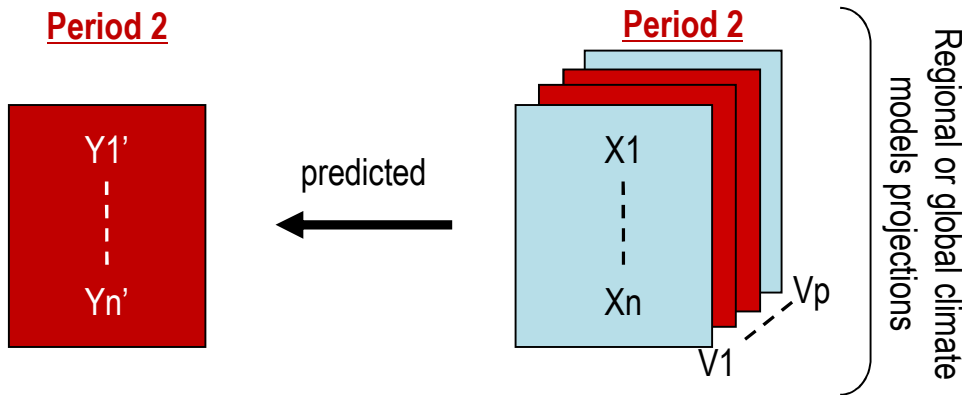 Period 2
Period 2
Y1’
Yn’
predicted
X1
Xn
V1
Vp
Regional or global climate
models projections